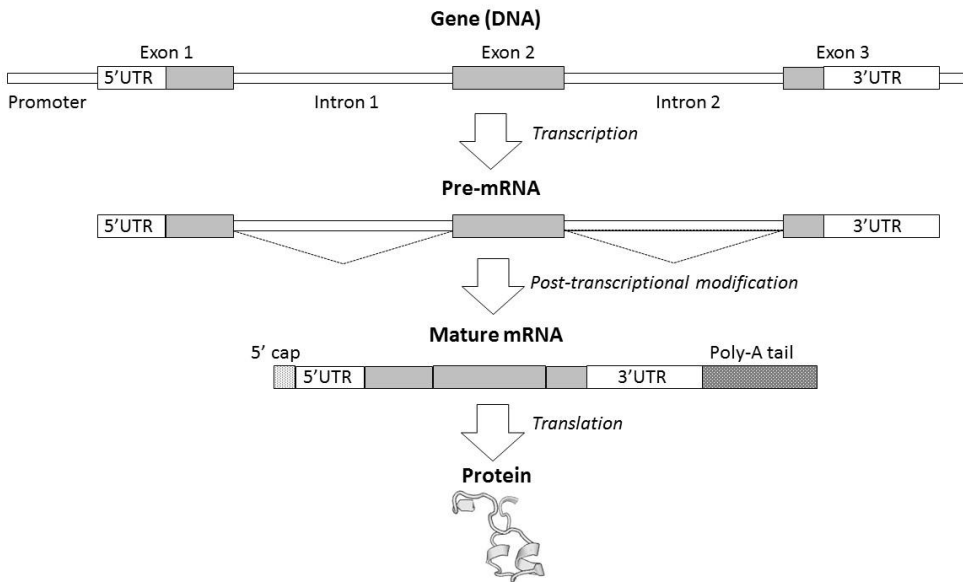 Gene (DNA)
Exon 1 Exon 2 Exon 3
5’UTR 3’UTR
Promoter Intron 1 Intron 2
Transcription
Pre-mRNA
5’UTR 3’UTR
Post-transcriptional modification
Mature mRNA
5’ cap Poly-A tail
5’UTR 3’UTR
Translation
Protein